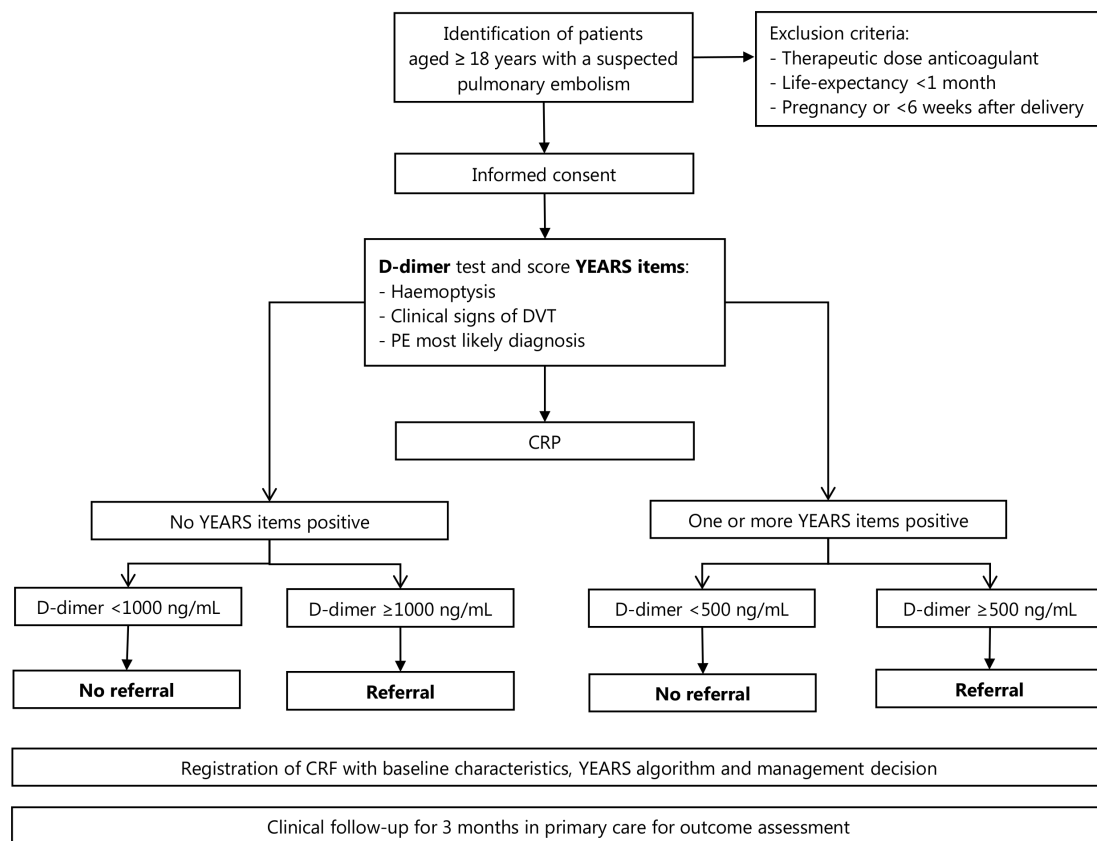 Identification of patients
aged ≥ 18 years with a suspected
pulmonary embolism
Exclusion criteria:
- Therapeutic dose anticoagulant
- Life-expectancy <1 month
- Pregnancy or <6 weeks after delivery
Informed consent
D-dimer test and score YEARS items:
- Haemoptysis
- Clinical signs of DVT
- PE most likely diagnosis
CRP
No YEARS items positive
One or more YEARS items positive
D-dimer <1000 ng/mL
D-dimer ≥1000 ng/mL
D-dimer <500 ng/mL
D-dimer ≥500 ng/mL
No referral
Referral
No referral
Referral
Registration of CRF with baseline characteristics, YEARS algorithm and management decision
Clinical follow-up for 3 months in primary care for outcome assessment